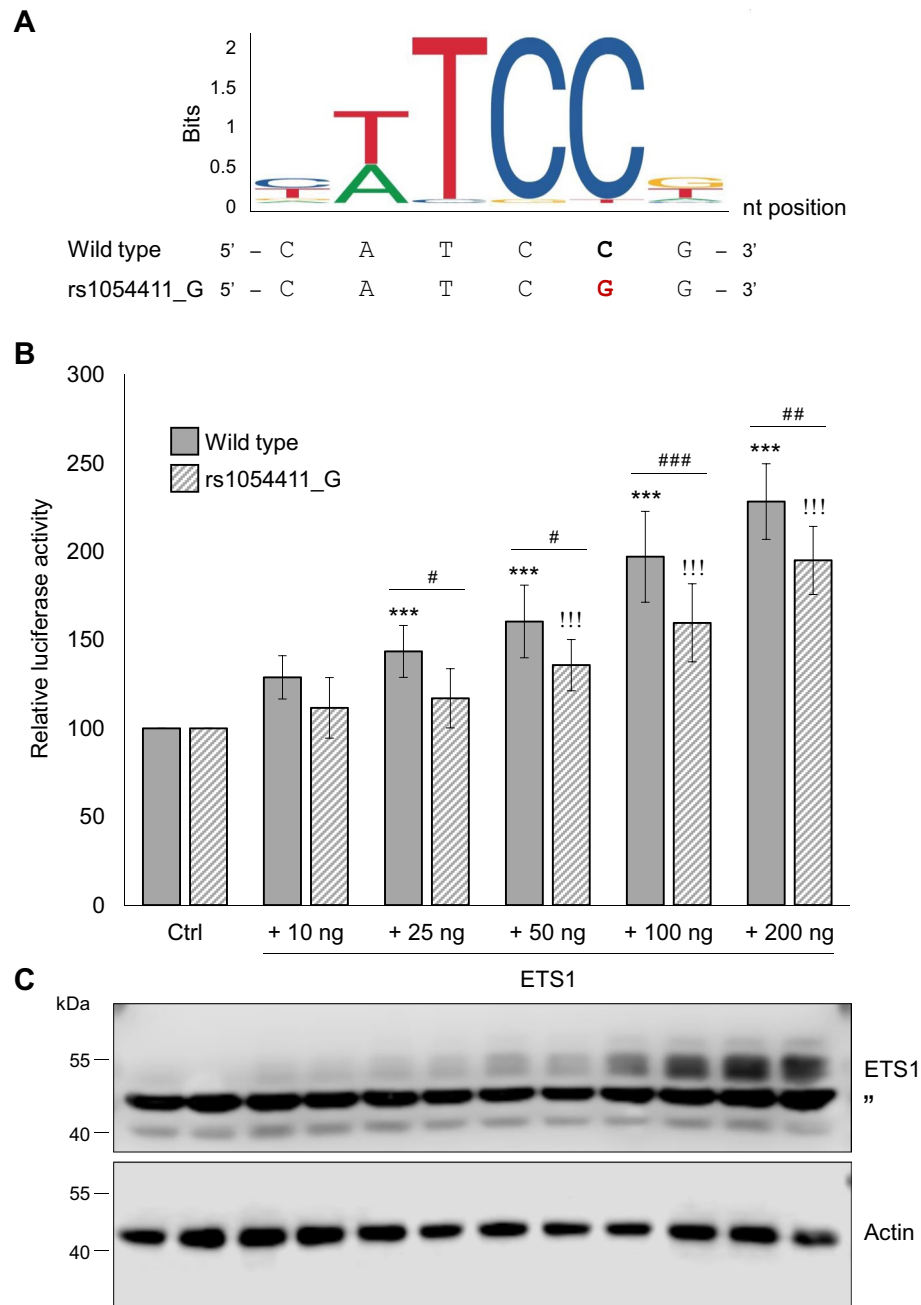 A
2
1.5
1
0.5
0
Bits
nt position
Wild type 5’ – C A T C C G – 3’
rs1054411_G 5’ – C A T C G G – 3’
B
300
250
200
150
100
50
0
Relative luciferase activity
Wild type
rs1054411_G
***
#
***
#
!!!
***
###
!!!
***
##
!!!
Ctrl + 10 ng + 25 ng + 50 ng + 100 ng + 200 ng
ETS1
C
kDa
55
40
ETS1
”
55
40
Actin